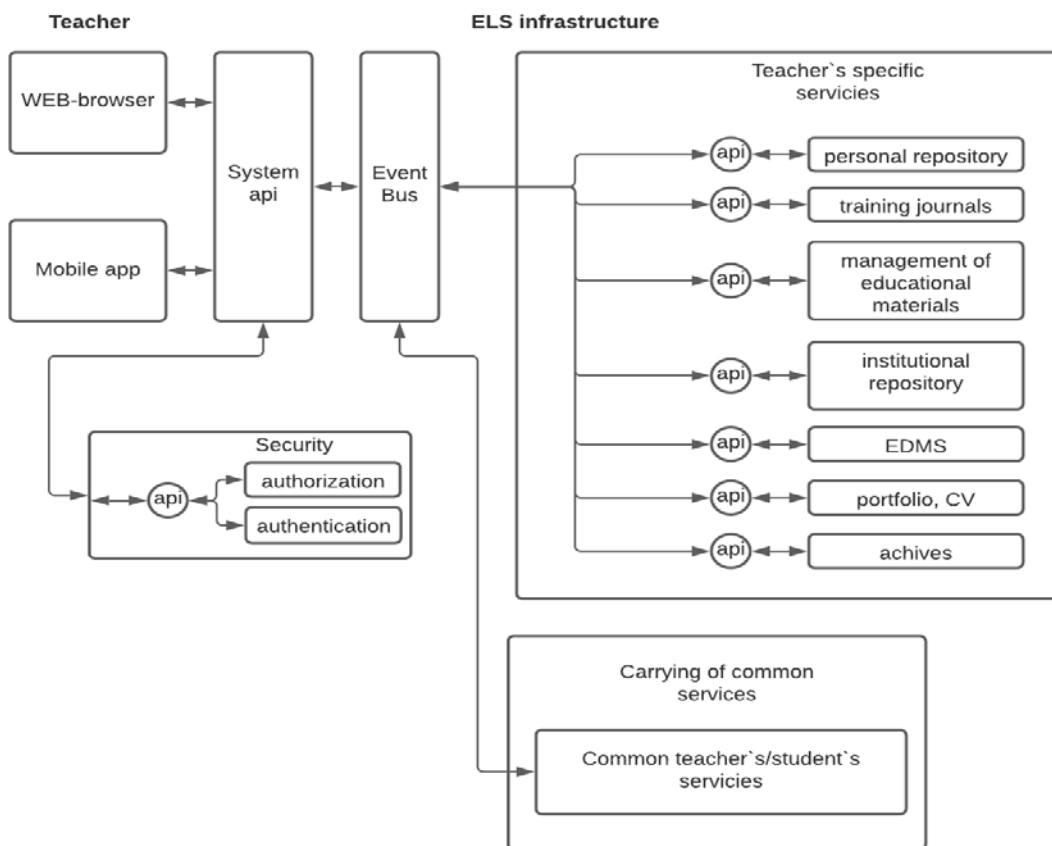 Teacher
ELS infrastructure
WEB-browser
Mobile app
System
api
Event
Bus
Teacher`s specific
servicies
api
personal repository
api
training journals
api
management of
educational
materials
api
institutional
repository
api
EDMS
api
portfolio, CV
api
achives
Security
api
authorization
authentication
Carrying of common
services
Common teacher`s/student`s
servicies